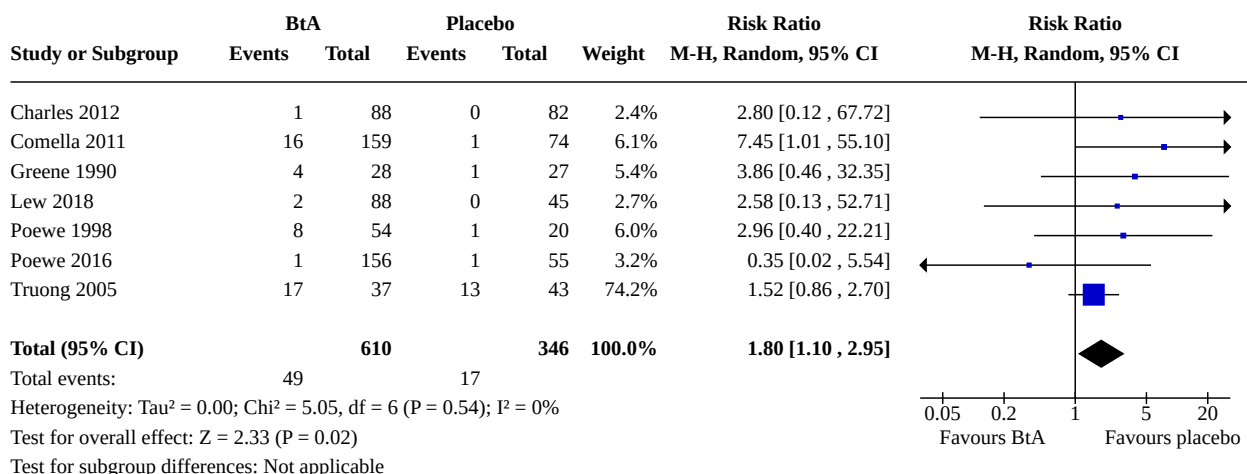 BtA Placebo Risk Ratio Risk Ratio
Study or Subgroup Events Total Events Total Weight M-H, Random, 95% CI M-H, Random, 95% CI
Charles 2012 1 88 0 82 2.4% 2.80 [0.12 , 67.72]
Comella 2011 16 159 1 74 6.1% 7.45 [1.01 , 55.10]
Greene 1990 4 28 1 27 5.4% 3.86 [0.46 , 32.35]
Lew 2018 2 88 0 45 2.7% 2.58 [0.13 , 52.71]
Poewe 1998 8 54 1 20 6.0% 2.96 [0.40 , 22.21]
Poewe 2016 1 156 1 55 3.2% 0.35 [0.02 , 5.54]
Truong 2005 17 37 13 43 74.2% 1.52 [0.86 , 2.70]
Total (95% CI) 610 346 100.0% 1.80 [1.10 , 2.95]
Total events: 49 17
Heterogeneity: Tau² = 0.00; Chi² = 5.05, df = 6 (P = 0.54); I² = 0% 0.05 0.2 1 5 20
Test for overall effect: Z = 2.33 (P = 0.02) Favours BtA Favours placebo
Test for subgroup differences: Not applicable